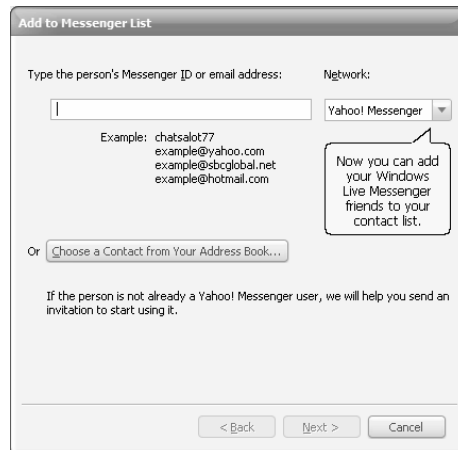 Add to Messenger List
Type the person's Messenger ID or email address:
Network:
Yahoo! Messenger
Example: chatsalot77
example@yahoo.com
example@sbcglobal.net
example@hotmail.com
Now you can add
your Windows
Live Messenger
friends to your
contact list.
Or Choose a Contact from Your Address Book...
If the person is not already a Yahoo! Messenger user, we will help you send an
invitation to start using it.
< Back
Next >
Cancel